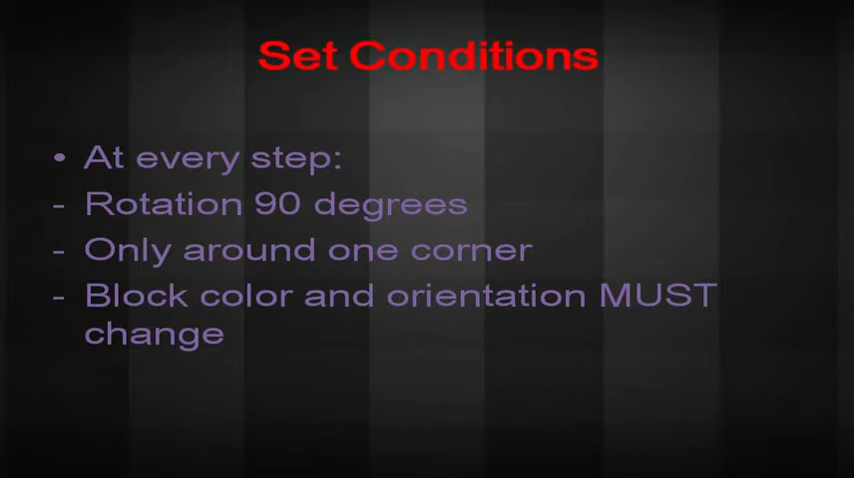 Set Conditions
• At every step:
- Rotation 90 degrees
- Only around one corner
- Block color and orientation MUST
change